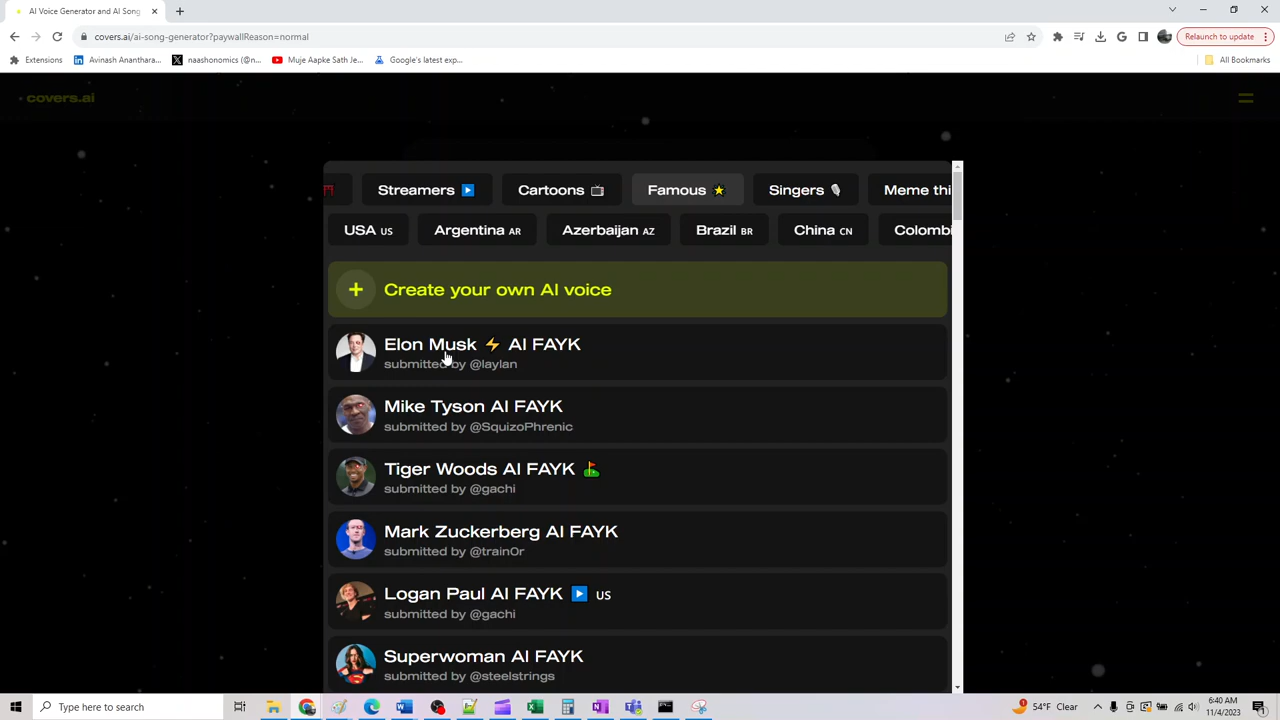 AI Voice Generator and AI Song
covers.ai/ai-song-generator?paywallReason=normal
Relaunch to update
Extensions
Avinash Ananthara...
naashonomics (@n...
Muje Aapke Sath Je...
Google's latest exp...
All Bookmarks
covers.ai
Streamers
Cartoons
Famous
Singers
Meme thi
USA US
Argentina AR
Azerbaijan AZ
Brazil BR
China CN
Colomb
+ Create your own AI voice
Elon Musk ⚡ AI FAYK
submitted by @laylan
Mike Tyson AI FAYK
submitted by @SquizoPhrenic
Tiger Woods AI FAYK
submitted by @gachi
Mark Zuckerberg AI FAYK
submitted by @train0r
Logan Paul AI FAYK US
submitted by @gachi
Superwoman AI FAYK
submitted by @steelstrings
Type here to search
54°F Clear
6:40 AM
11/4/2023